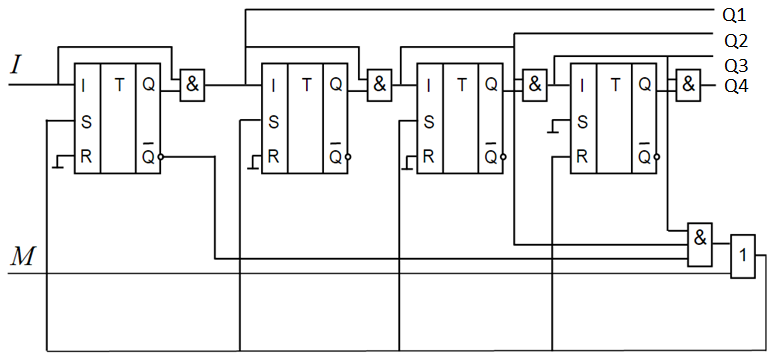 Q1
Q2
Q3
Q4
I
I T Q & I T Q & I T Q & I T Q &
S S S S
R Q̅ R Q̅ R Q̅ R Q̅
&
M
1